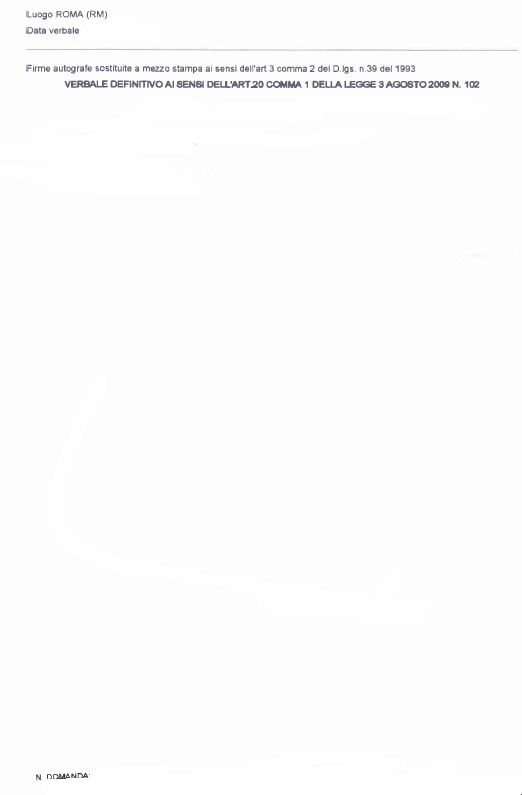 Luogo ROMA (RM)
Data verbale
Firme autografe sostituite a mezzo stampa ai sensi dell'art.3 comma 2 del D.lgs. n.39 del 1993
VERBALE DEFINITIVO AI SENSI DELL'ART.20 COMMA 1 DELLA LEGGE 3 AGOSTO 2009 N. 102
N. DOMANDA: